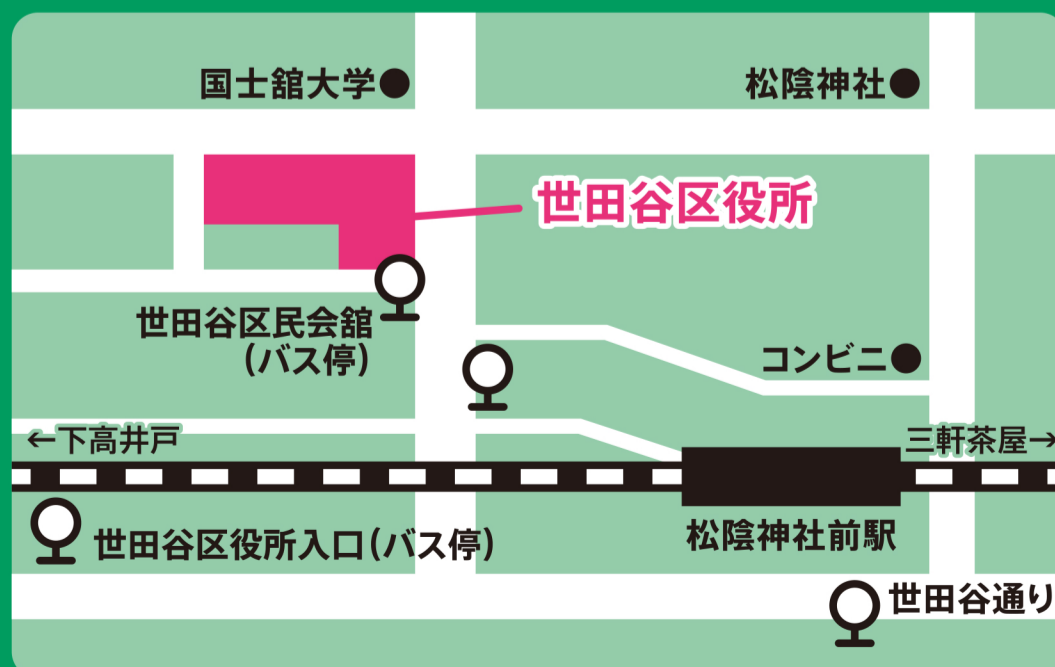 国士舘大学
松陰神社
世田谷区役所
世田谷区民会舘
(バス停)
コンビニ
←下高井戸
三軒茶屋→
世田谷区役所入口(バス停)
松陰神社前駅
世田谷通り